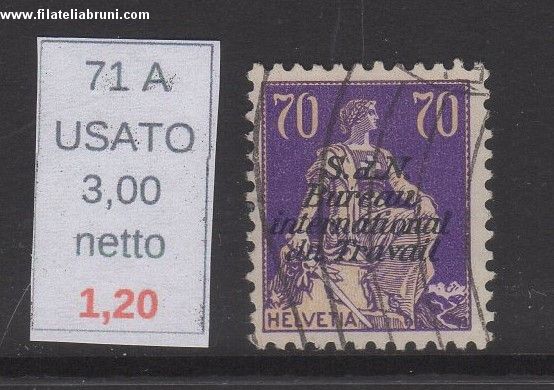 www.filateliabruni.com
71 A
USATO
3,00
netto
1,20
70 70
S.d.N.
Bureau
international
du Travail
HELVETIA